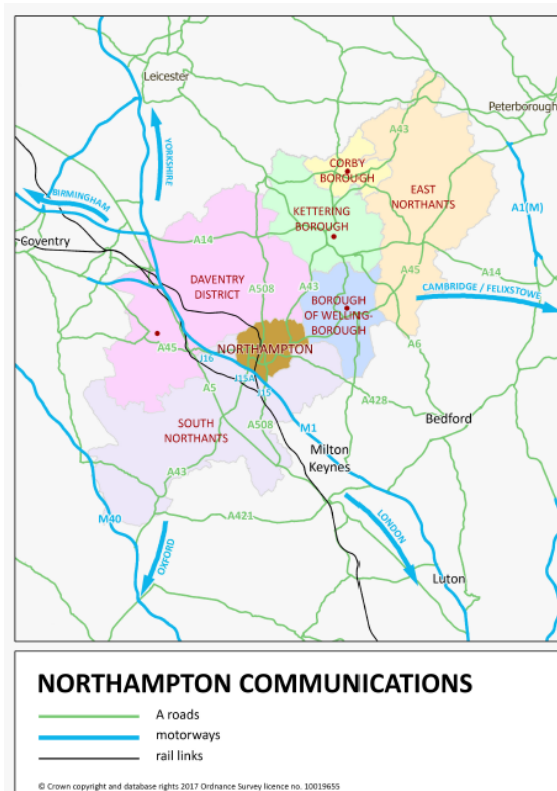 Leicester
Peterborough
A43
YORKSHIRE
CORBY
BOROUGH
EAST
NORTHANTS
BIRMINGHAM
A1(M)
KETTERING
BOROUGH
Coventry
A14
A14
DAVENTRY
DISTRICT
A45
A508
A43
CAMBRIDGE / FELIXSTOWE
BOROUGH
OF WELLING-
BOROUGH
NORTHAMPTON
A45
J16
A6
J15A
J15
A5
A428
SOUTH
NORTHANTS
A508
M1
Bedford
Milton
Keynes
A43
M40
A421
OXFORD
LONDON
Luton
NORTHAMPTON COMMUNICATIONS
A roads
motorways
rail links
© Crown copyright and database rights 2017 Ordnance Survey licence no. 10019655